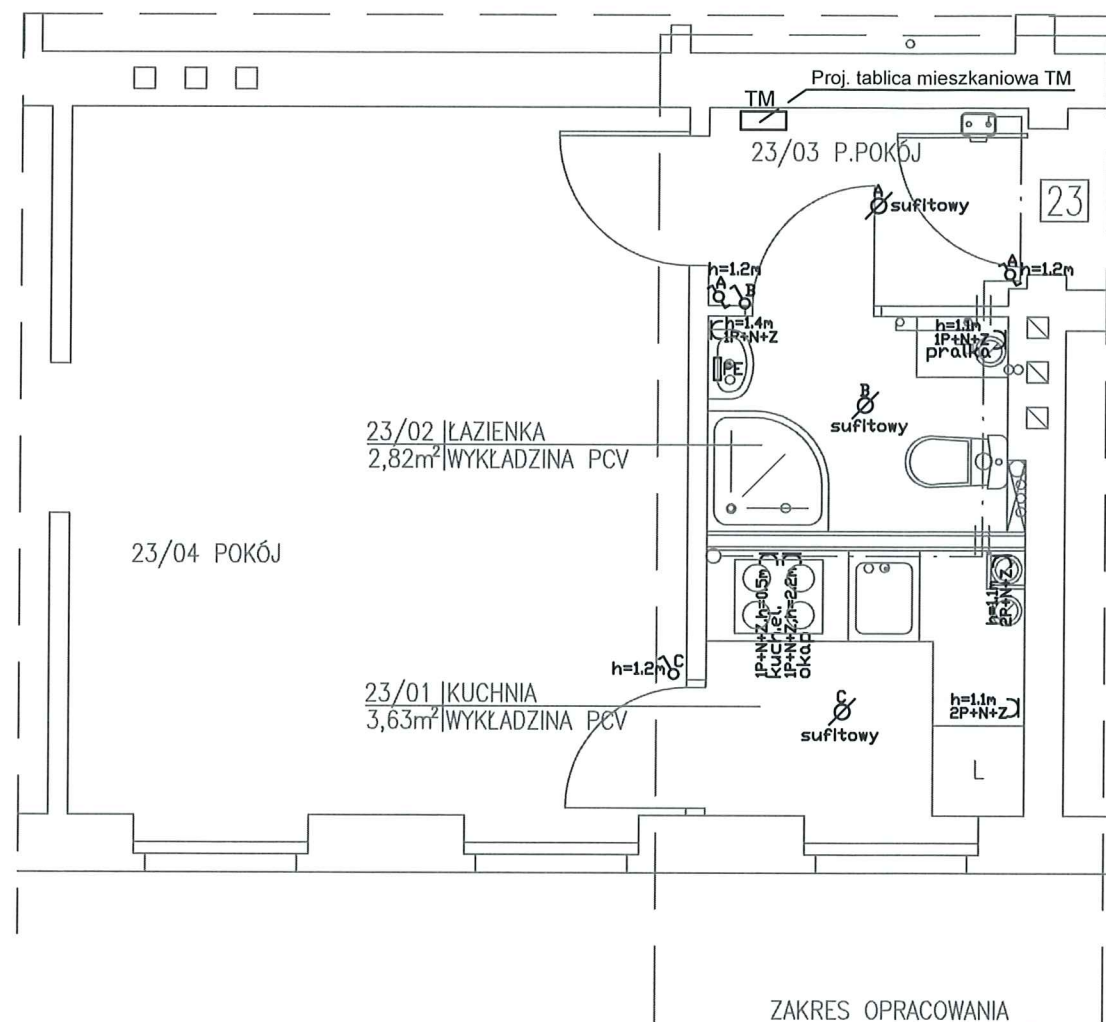 Proj. tablica mieszkaniowa TM
TM
23/03 P.POKÓJ
23
A
sufitowy
h=1.2m
A
B
A
h=1.2m
h=1.4m
1P+N+Z
PE
h=1.1m
1P+N+Z
pralka
B
sufitowy
23/02 ŁAZIENKA
2,82m² WYKŁADZINA PCV
23/04 POKÓJ
1P+N+Z,h=0.5m
kuch.el.
1P+N+Z,h=2.2m
okap
h=1.1m
2P+N+Z
h=1.2m
C
23/01 KUCHNIA
3,63m² WYKŁADZINA PCV
C
sufitowy
h=1.1m
2P+N+Z
L
ZAKRES OPRACOWANIA